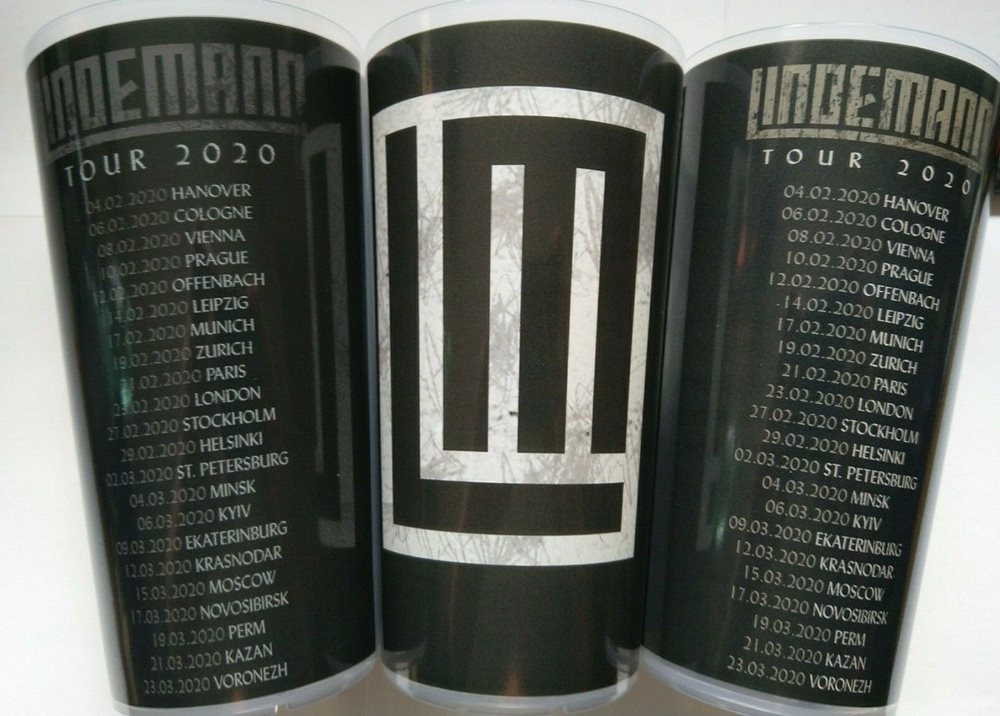 LINDEMANN
TOUR 2020
04.02.2020 HANOVER
06.02.2020 COLOGNE
08.02.2020 VIENNA
10.02.2020 PRAGUE
12.02.2020 OFFENBACH
14.02.2020 LEIPZIG
17.02.2020 MUNICH
19.02.2020 ZURICH
21.02.2020 PARIS
23.02.2020 LONDON
27.02.2020 STOCKHOLM
29.02.2020 HELSINKI
02.03.2020 ST. PETERSBURG
04.03.2020 MINSK
06.03.2020 KYIV
09.03.2020 EKATERINBURG
12.03.2020 KRASNODAR
15.03.2020 MOSCOW
17.03.2020 NOVOSIBIRSK
19.03.2020 PERM
21.03.2020 KAZAN
23.03.2020 VORONEZH
LINDEMANN
TOUR 2020
04.02.2020 HANOVER
06.02.2020 COLOGNE
08.02.2020 VIENNA
10.02.2020 PRAGUE
12.02.2020 OFFENBACH
14.02.2020 LEIPZIG
17.02.2020 MUNICH
19.02.2020 ZURICH
21.02.2020 PARIS
23.02.2020 LONDON
27.02.2020 STOCKHOLM
29.02.2020 HELSINKI
02.03.2020 ST. PETERSBURG
04.03.2020 MINSK
06.03.2020 KYIV
09.03.2020 EKATERINBURG
12.03.2020 KRASNODAR
15.03.2020 MOSCOW
17.03.2020 NOVOSIBIRSK
19.03.2020 PERM
21.03.2020 KAZAN
23.03.2020 VORONEZH